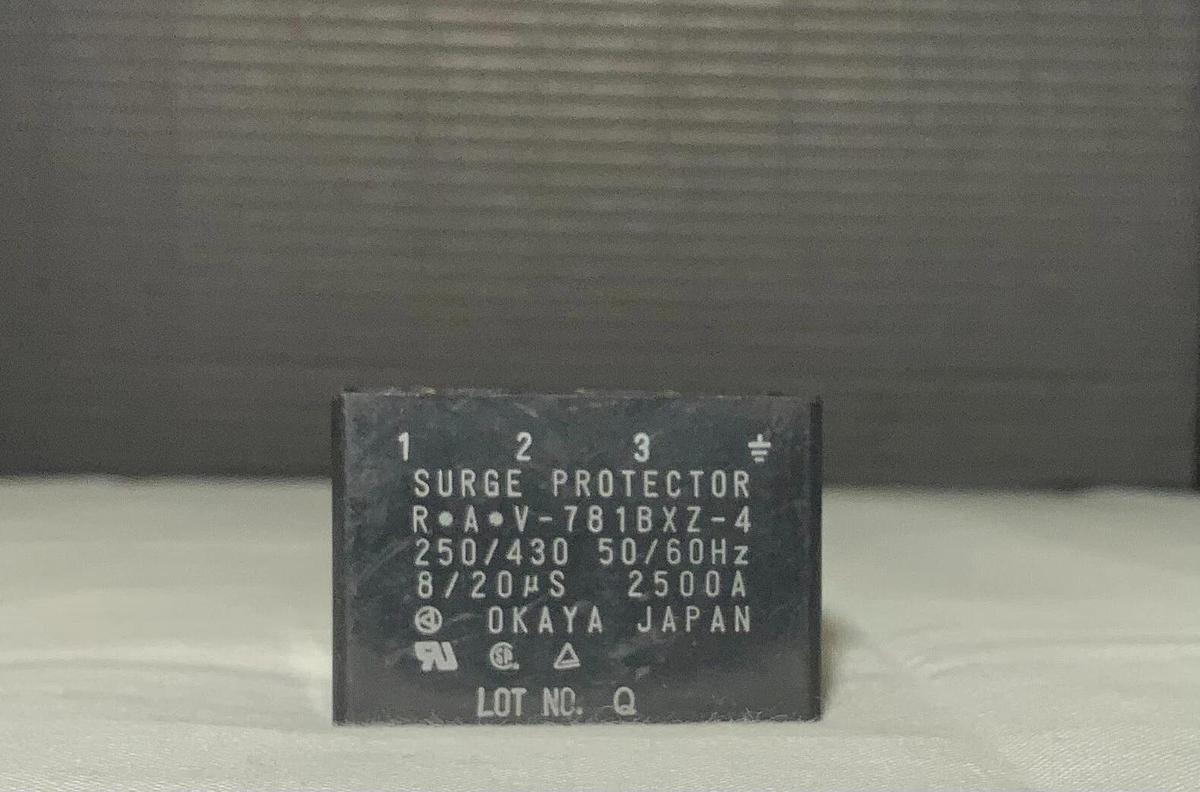 1 2 3 ⏚
SURGE PROTECTOR
R•A•V-781BXZ-4
250/430 50/60Hz
8/20µS 2500A
OKAYA JAPAN
LOT NO. Q